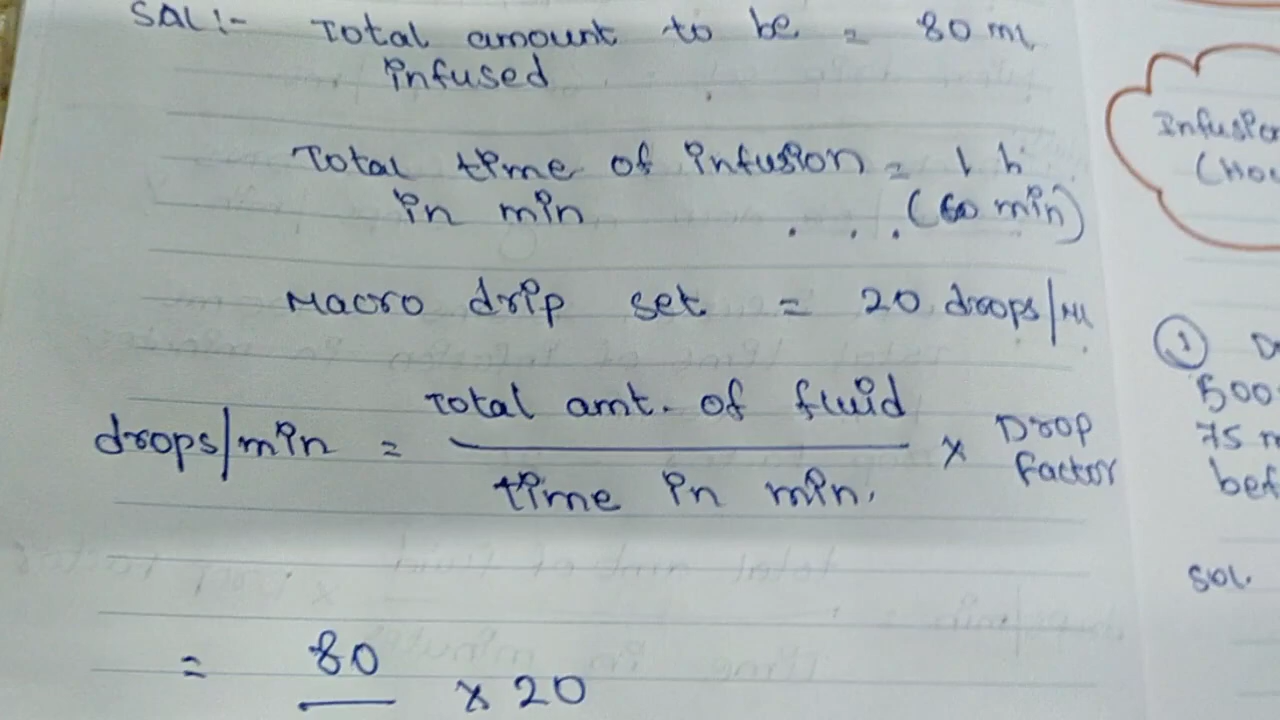 SOL:- Total amount to be = 80 ml
infused
Total time of infusion = 1 h
in min (60 min)
Macro drip set = 20 drops/ml
drops/min = Total amt. of fluid / time in min. x Drop Factor
= 80 x 20
Infusion
(Hou
①
500
75 m
bef
Sol.